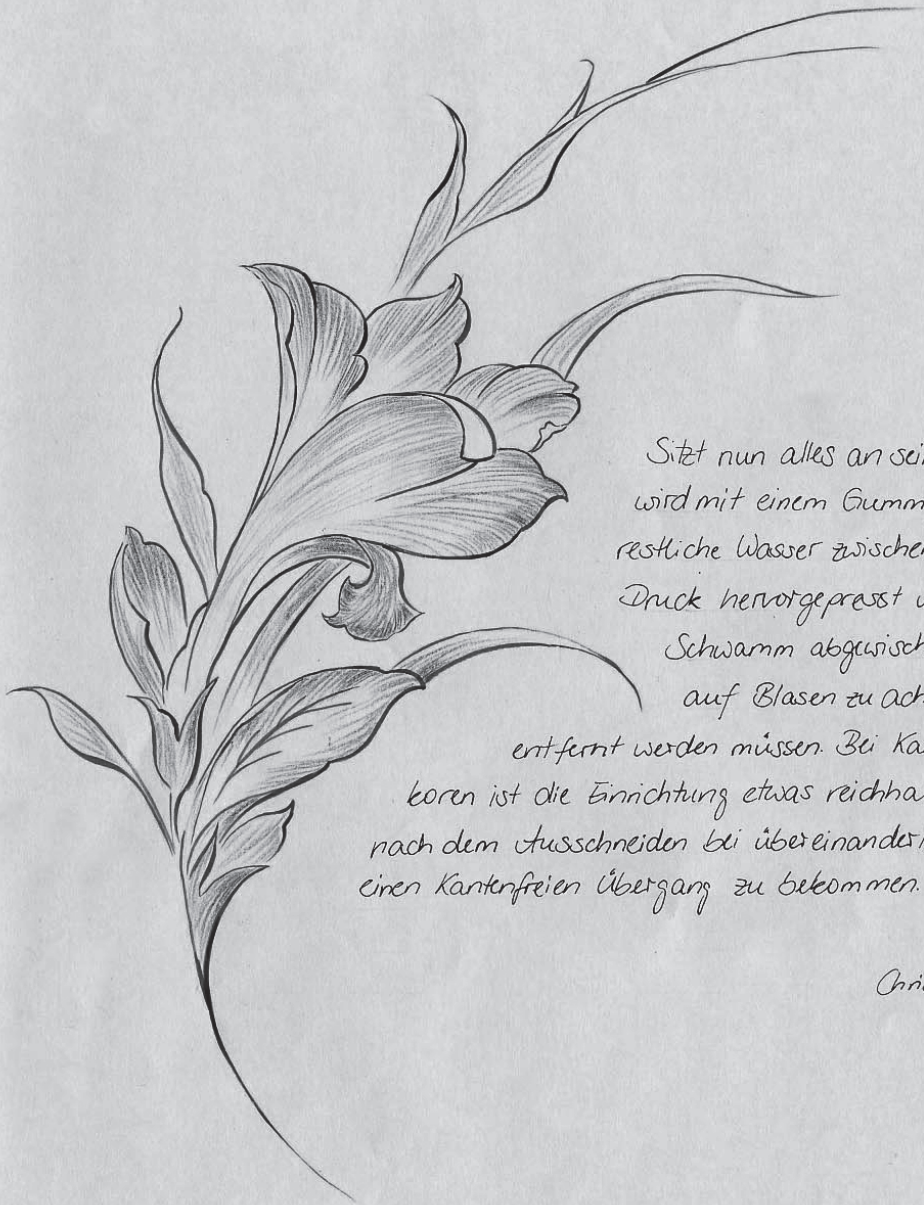 Sitzt nun alles an sei
wird mit einem Gumm
restliche Wasser zwische
Druck hervorgepresst
Schwamm abgewisch
auf Blasen zu ach
entfernt werden müssen. Bei Ka
koren ist die Einrichtung etwas reichha
nach dem Ausschneiden bei übereinander
einen Kantenfreien Übergang zu bekommen.
Chri